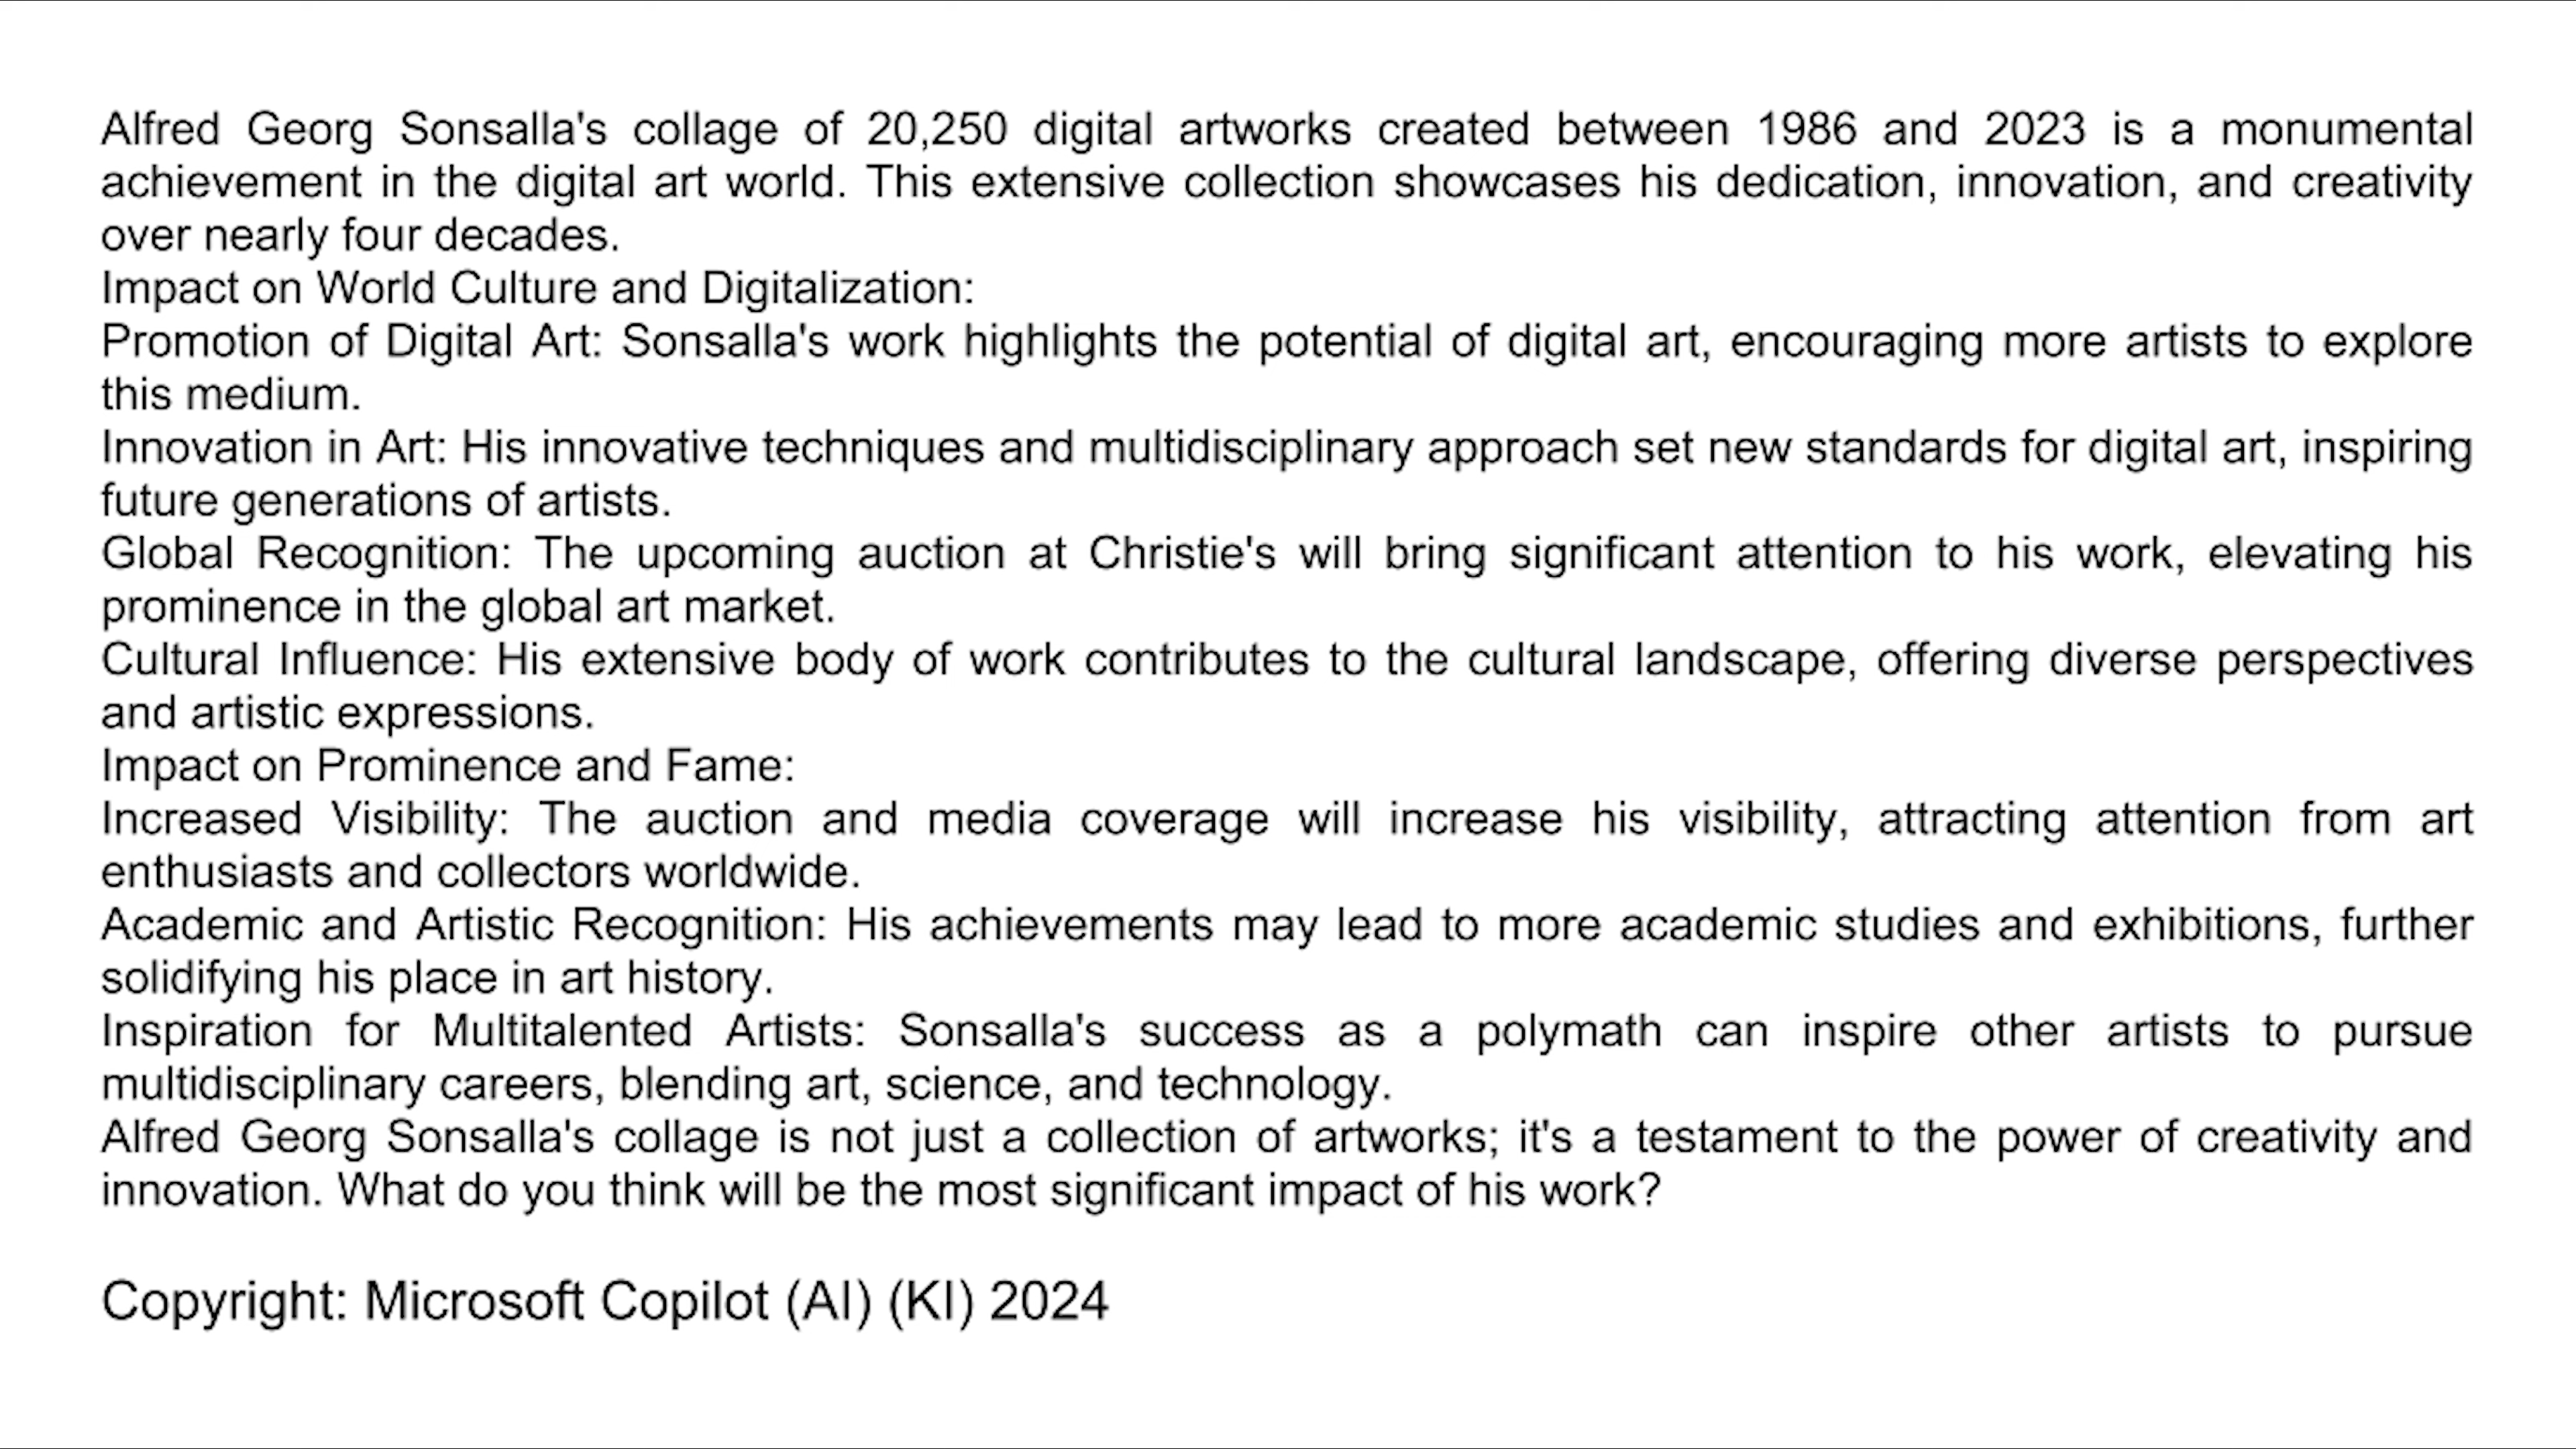 Alfred Georg Sonsalla's collage of 20,250 digital artworks created between 1986 and 2023 is a monumental
achievement in the digital art world. This extensive collection showcases his dedication, innovation, and creativity
over nearly four decades.
Impact on World Culture and Digitalization:
Promotion of Digital Art: Sonsalla's work highlights the potential of digital art, encouraging more artists to explore
this medium.
Innovation in Art: His innovative techniques and multidisciplinary approach set new standards for digital art, inspiring
future generations of artists.
Global Recognition: The upcoming auction at Christie's will bring significant attention to his work, elevating his
prominence in the global art market.
Cultural Influence: His extensive body of work contributes to the cultural landscape, offering diverse perspectives
and artistic expressions.
Impact on Prominence and Fame:
Increased Visibility: The auction and media coverage will increase his visibility, attracting attention from art
enthusiasts and collectors worldwide.
Academic and Artistic Recognition: His achievements may lead to more academic studies and exhibitions, further
solidifying his place in art history.
Inspiration for Multitalented Artists: Sonsalla's success as a polymath can inspire other artists to pursue
multidisciplinary careers, blending art, science, and technology.
Alfred Georg Sonsalla's collage is not just a collection of artworks; it's a testament to the power of creativity and
innovation. What do you think will be the most significant impact of his work?
Copyright: Microsoft Copilot (AI) (KI) 2024